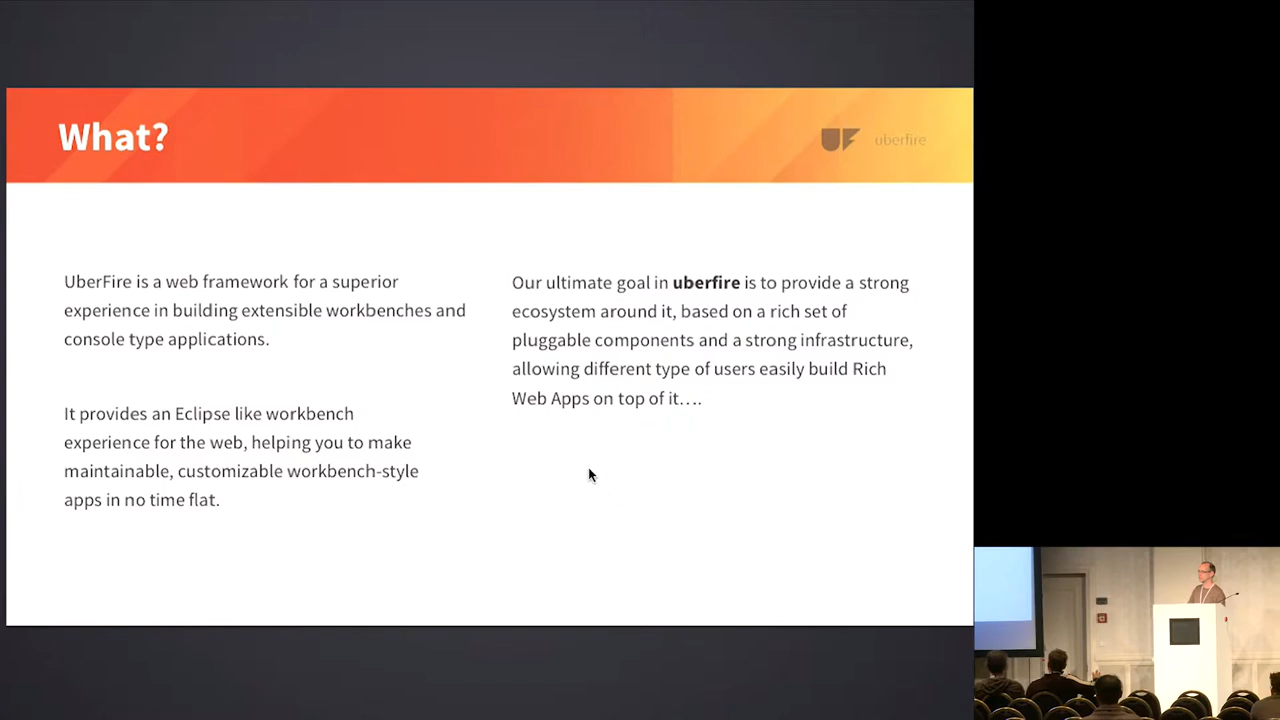 What?
uberfire
UberFire is a web framework for a superior
experience in building extensible workbenches and
console type applications.
It provides an Eclipse like workbench
experience for the web, helping you to make
maintainable, customizable workbench-style
apps in no time flat.
Our ultimate goal in uberfire is to provide a strong
ecosystem around it, based on a rich set of
pluggable components and a strong infrastructure,
allowing different type of users easily build Rich
Web Apps on top of it….